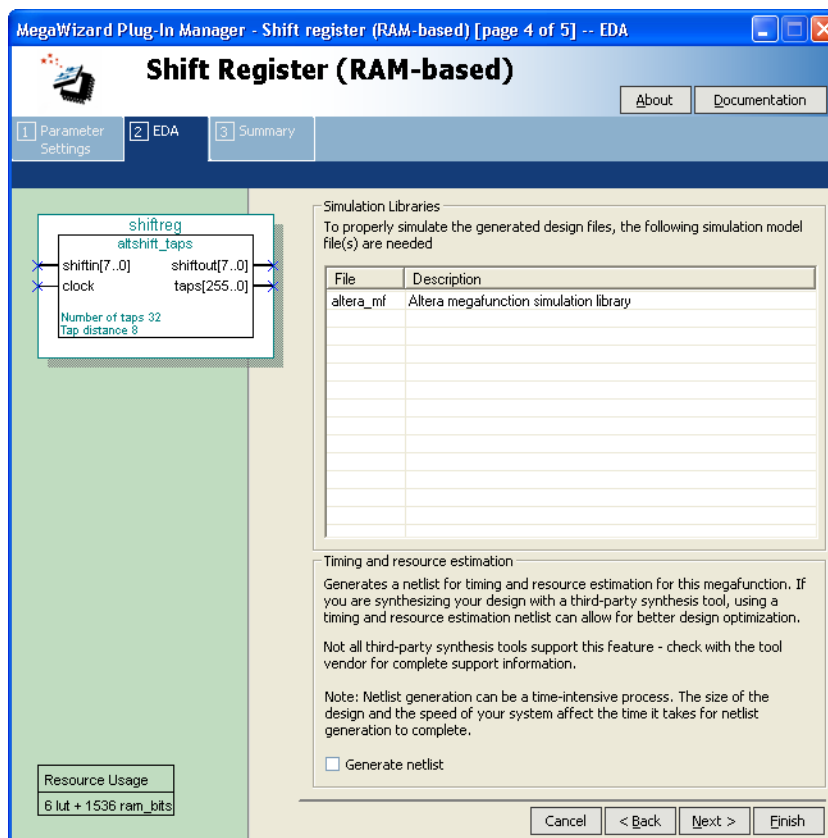 MegaWizard Plug-In Manager - Shift register (RAM-based) [page 4 of 5] -- EDA
Shift Register (RAM-based)
About
Documentation
1 Parameter Settings
2 EDA
3 Summary
shiftreg
altshift_taps
shiftin[7..0] shiftout[7..0]
clock taps[255..0]
Number of taps 32
Tap distance 8
Simulation Libraries
To properly simulate the generated design files, the following simulation model
file(s) are needed
File Description
altera_mf Altera megafunction simulation library
Timing and resource estimation
Generates a netlist for timing and resource estimation for this megafunction. If
you are synthesizing your design with a third-party synthesis tool, using a
timing and resource estimation netlist can allow for better design optimization.
Not all third-party synthesis tools support this feature - check with the tool
vendor for complete support information.
Note: Netlist generation can be a time-intensive process. The size of the
design and the speed of your system affect the time it takes for netlist
generation to complete.
Generate netlist
Resource Usage
6 lut + 1536 ram_bits
Cancel
< Back
Next >
Finish